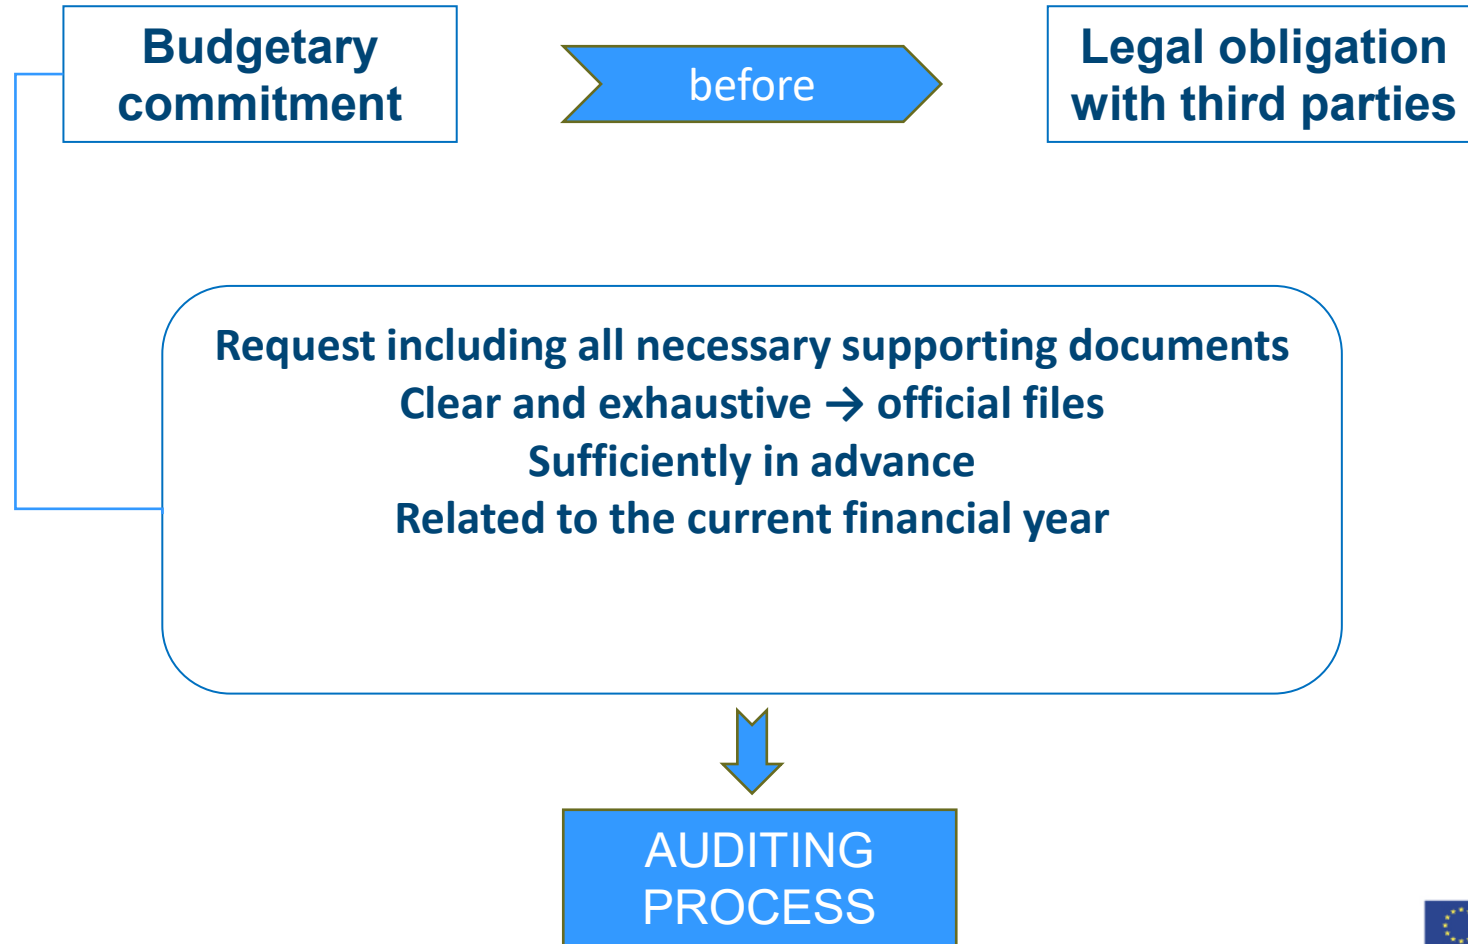 Budgetary
commitment
before
Legal obligation
with third parties
Request including all necessary supporting documents
Clear and exhaustive → official files
Sufficiently in advance
Related to the current financial year
AUDITING
PROCESS